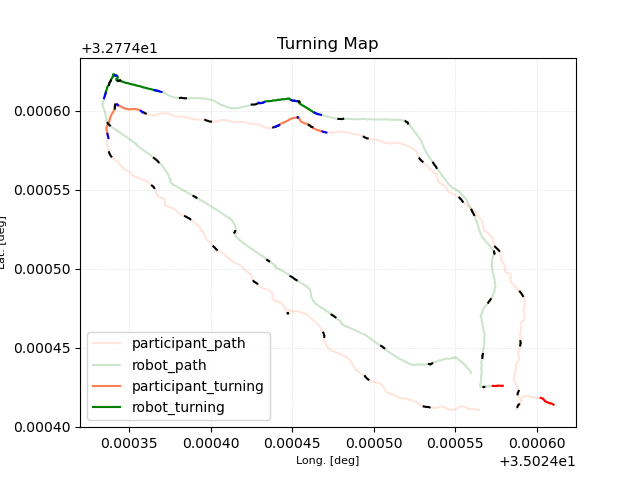 Turning Map
+3.2774e1
0.00060
0.00055
0.00050
0.00045
0.00040
Lat. [deg]
participant_path
robot_path
participant_turning
robot_turning
0.00035 0.00040 0.00045 0.00050 0.00055 0.00060
Long. [deg]
+3.5024e1